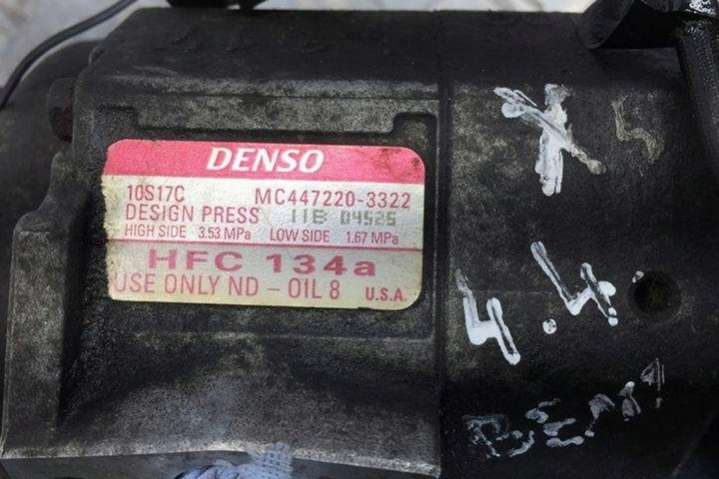 DENSO
10S17C MC447220-3322
DESIGN PRESS 11B 04525
HIGH SIDE 3.53 MPa LOW SIDE 1.67 MPa
HFC 134a
USE ONLY ND-OIL 8 U.S.A.
X
4.4.